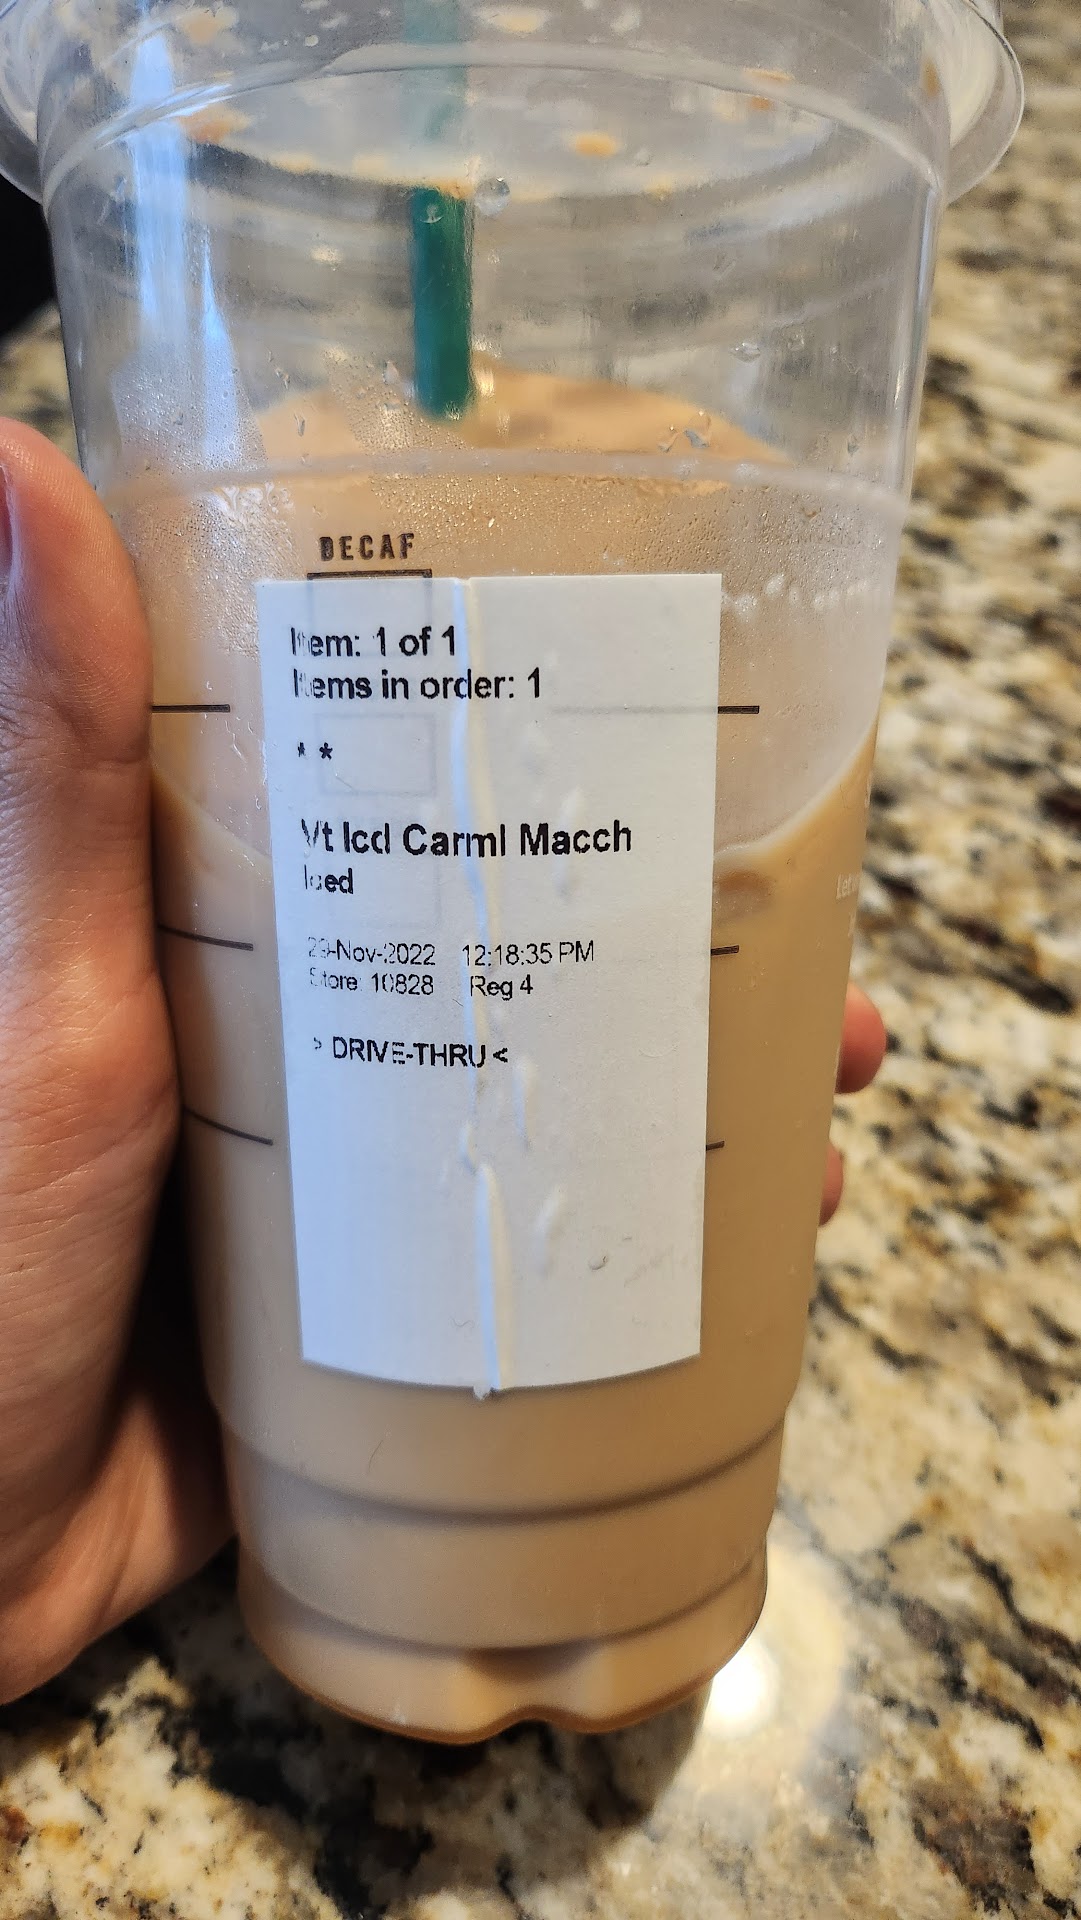 DECAF
Item: 1 of 1
Items in order: 1
* *
Vt Icd Carml Macch
Iced
29-Nov-2022 12:18:35 PM
Store: 10828 Reg 4
> DRIVE-THRU <
Let